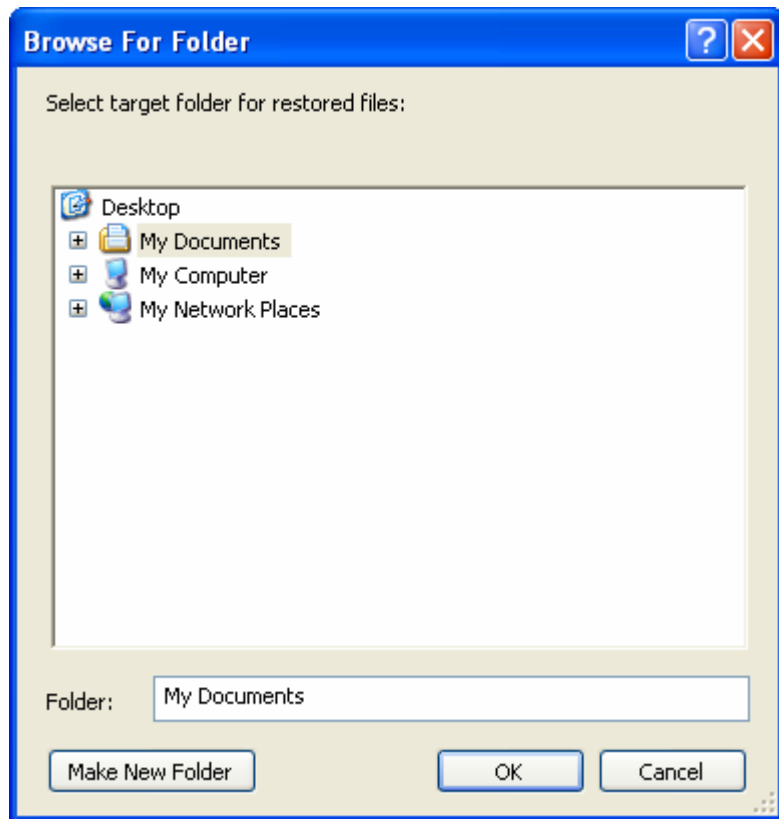 Browse For Folder
Select target folder for restored files:
Desktop
My Documents
My Computer
My Network Places
Folder: My Documents
Make New Folder OK Cancel